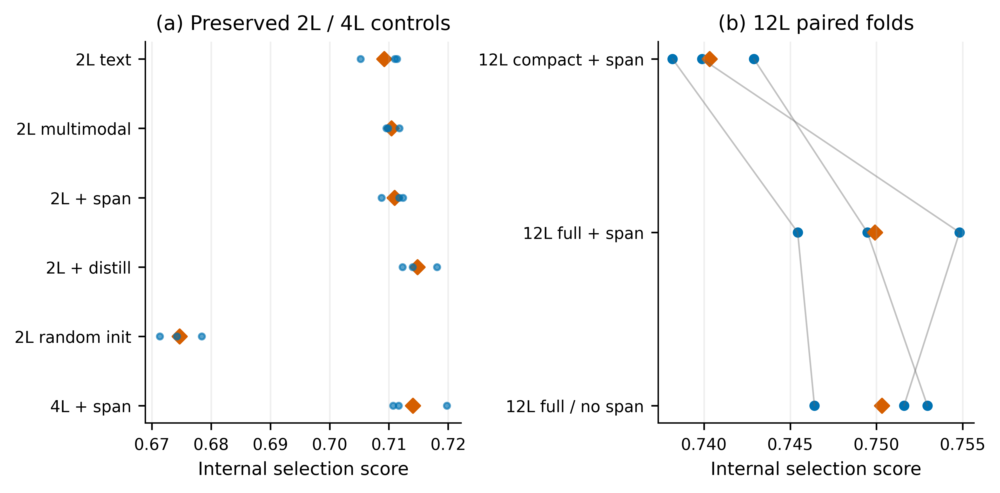 (a) Preserved 2L / 4L controls
2L text
2L multimodal
2L + span
2L + distill
2L random init
4L + span
0.67 0.68 0.69 0.70 0.71 0.72
Internal selection score
(b) 12L paired folds
12L compact + span
12L full + span
12L full / no span
0.740 0.745 0.750 0.755
Internal selection score